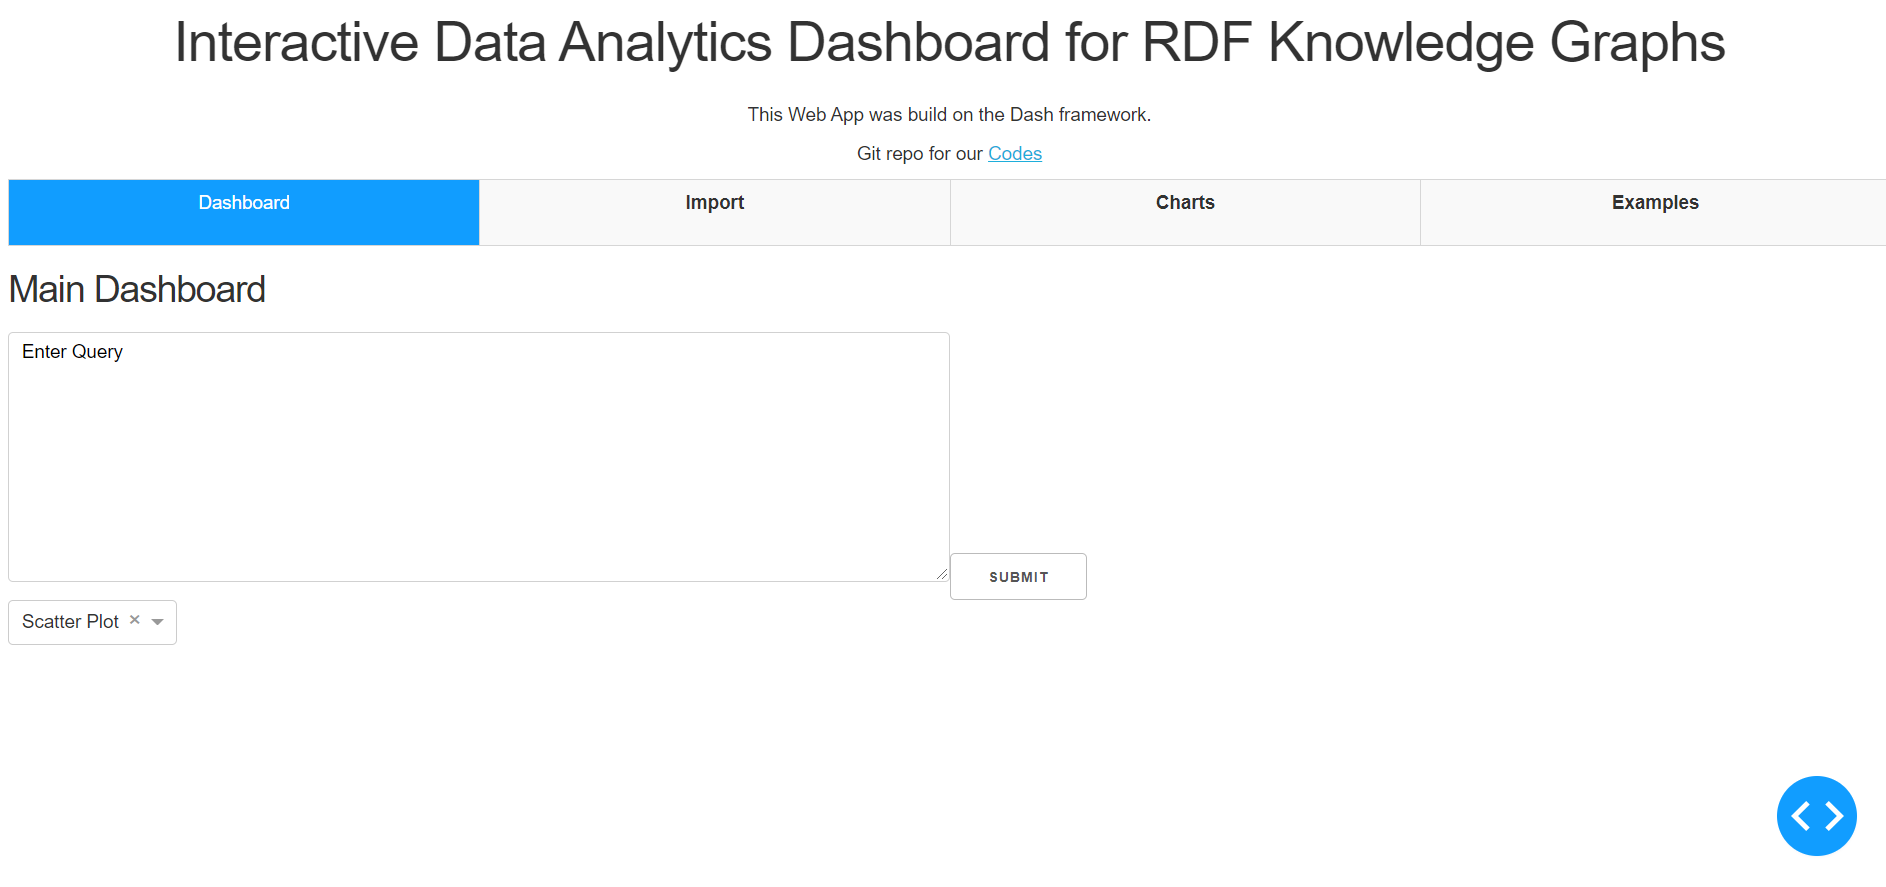 Interactive Data Analytics Dashboard for RDF Knowledge Graphs
This Web App was build on the Dash framework.
Git repo for our Codes
Dashboard
Import
Charts
Examples
Main Dashboard
Enter Query
SUBMIT
Scatter Plot